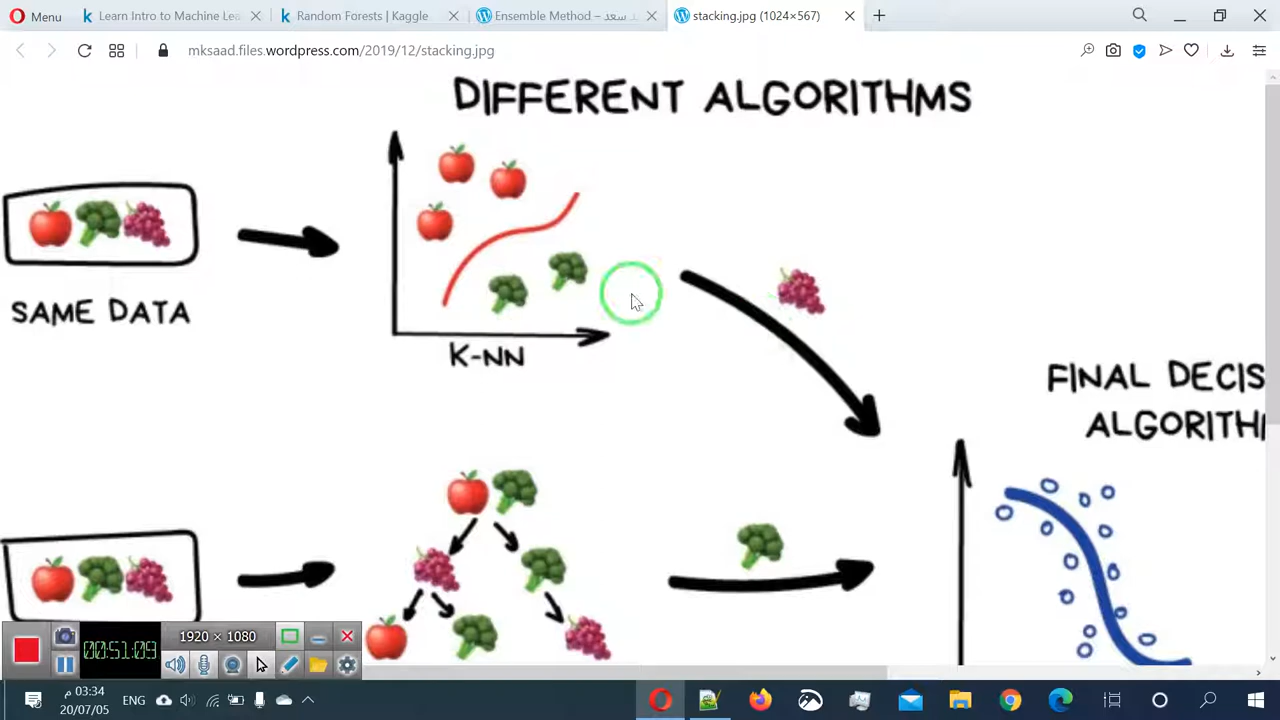 Menu
Learn Intro to Machine Lea
Random Forests | Kaggle
Ensemble Method – د سعد
stacking.jpg (1024×567)
mksaad.files.wordpress.com/2019/12/stacking.jpg
DIFFERENT ALGORITHMS
SAME DATA
K-NN
FINAL DECIS
ALGORITH
00:51:09
1920 × 1080
ENG
03:34 م
20/07/05